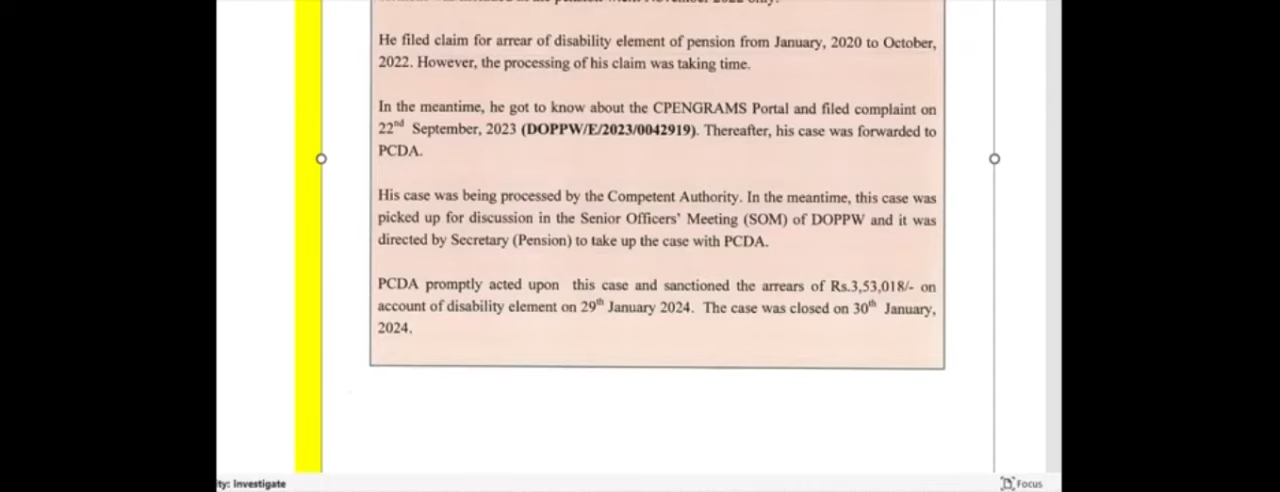 He filed claim for arrear of disability element of pension from January, 2020 to October,
2022. However, the processing of his claim was taking time.
In the meantime, he got to know about the CPENGRAMS Portal and filed complaint on
22nd September, 2023 (DOPPW/E/2023/0042919). Thereafter, his case was forwarded to
PCDA.
His case was being processed by the Competent Authority. In the meantime, this case was
picked up for discussion in the Senior Officers' Meeting (SOM) of DOPPW and it was
directed by Secretary (Pension) to take up the case with PCDA.
PCDA promptly acted upon this case and sanctioned the arrears of Rs.3,53,018/- on
account of disability element on 29th January 2024. The case was closed on 30th January,
2024.
ty: Investigate
Focus